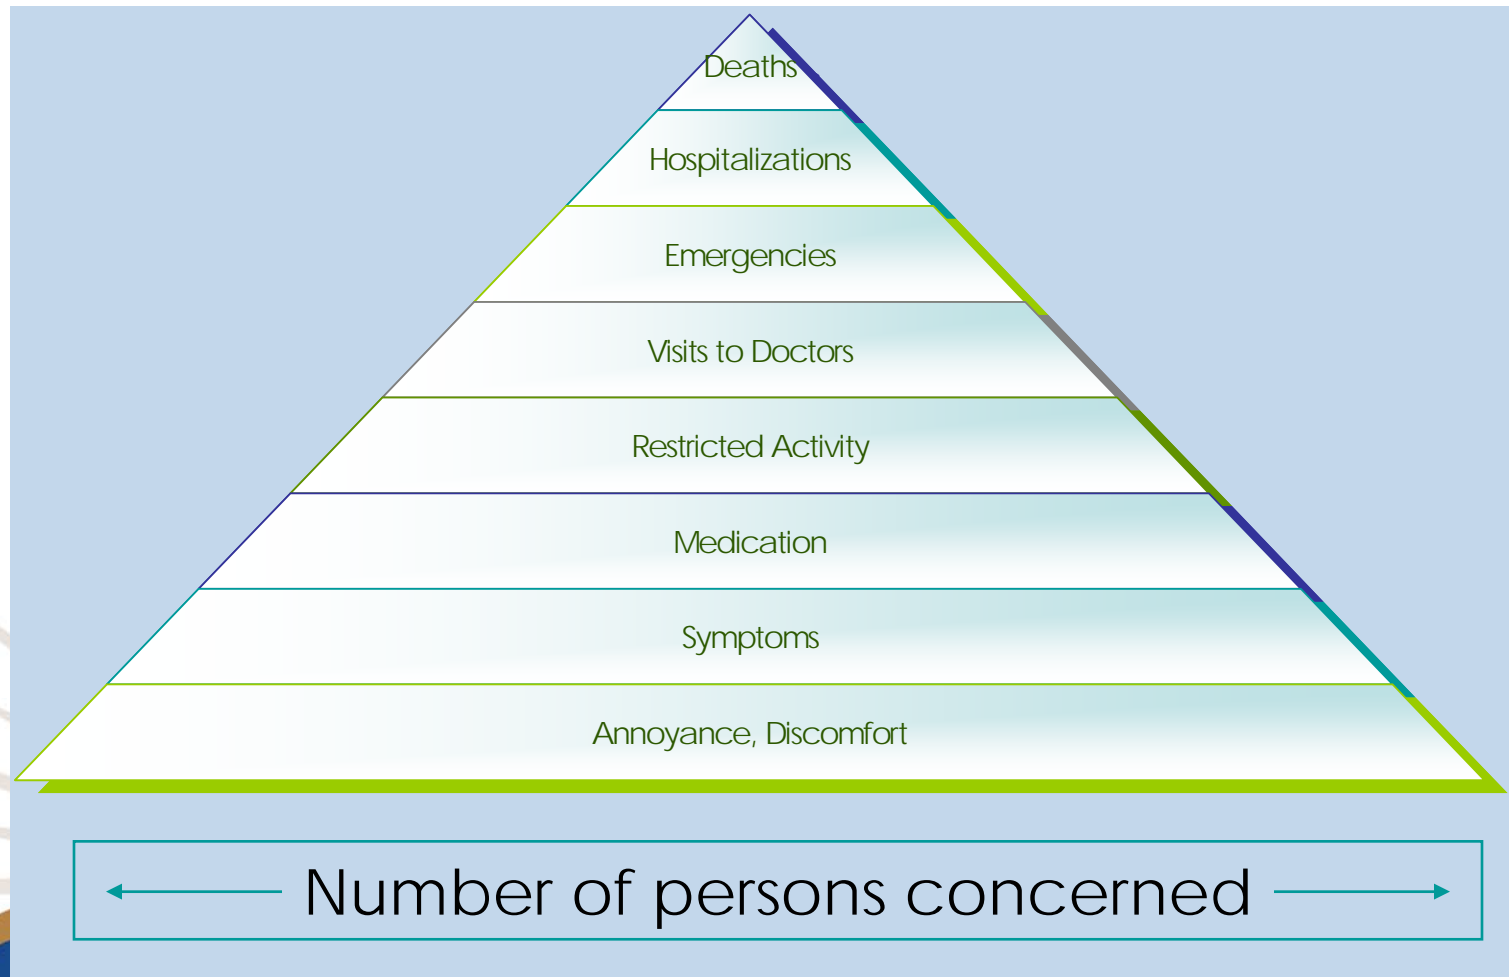 Deaths
Hospitalizations
Emergencies
Visits to Doctors
Restricted Activity
Medication
Symptoms
Annoyance, Discomfort
Number of persons concerned